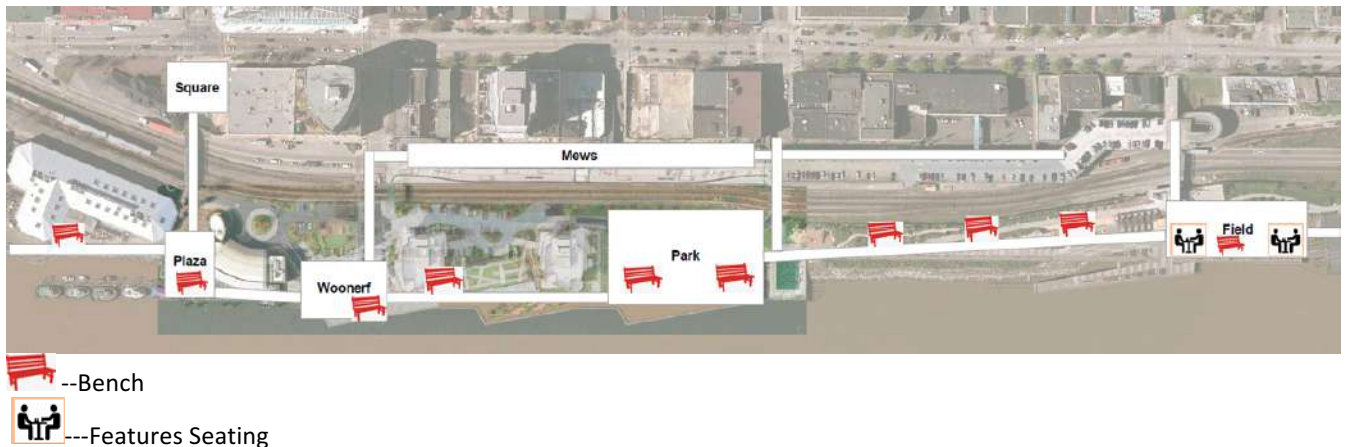 Square
Mews
Plaza
Woonerf
Park
Field
--Bench
---Features Seating